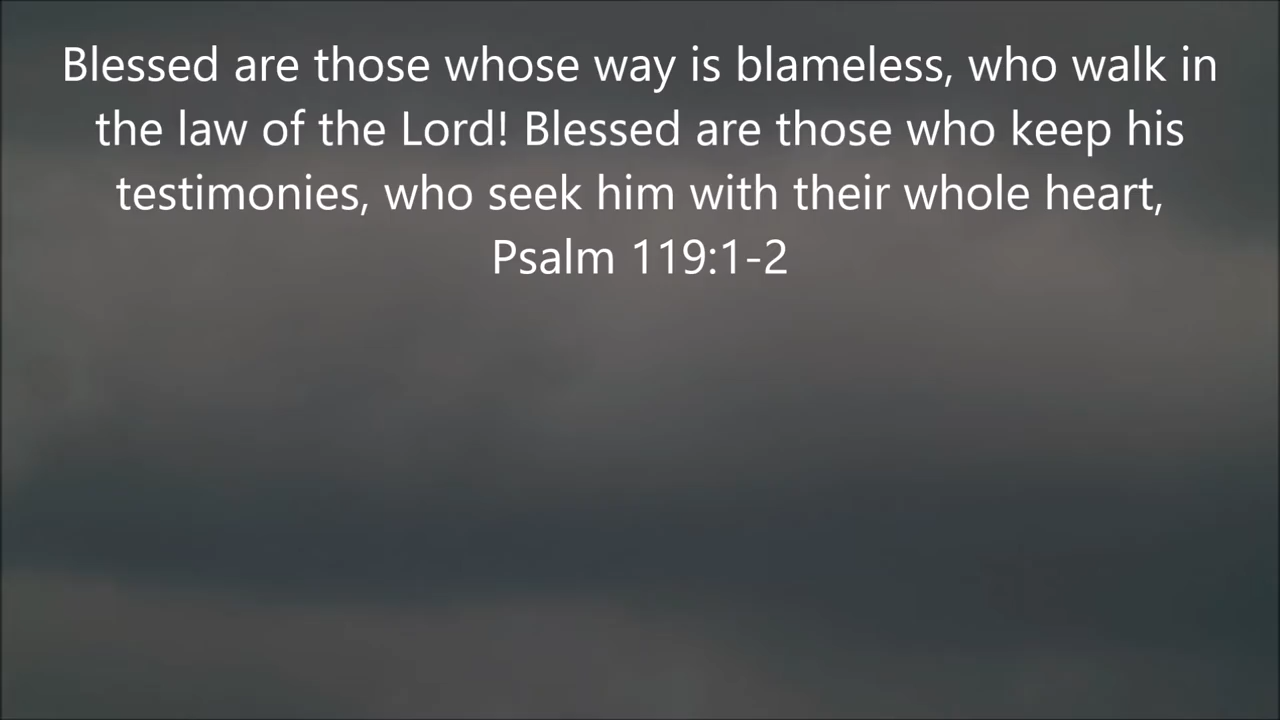 Blessed are those whose way is blameless, who walk in
the law of the Lord! Blessed are those who keep his
testimonies, who seek him with their whole heart,
Psalm 119:1-2